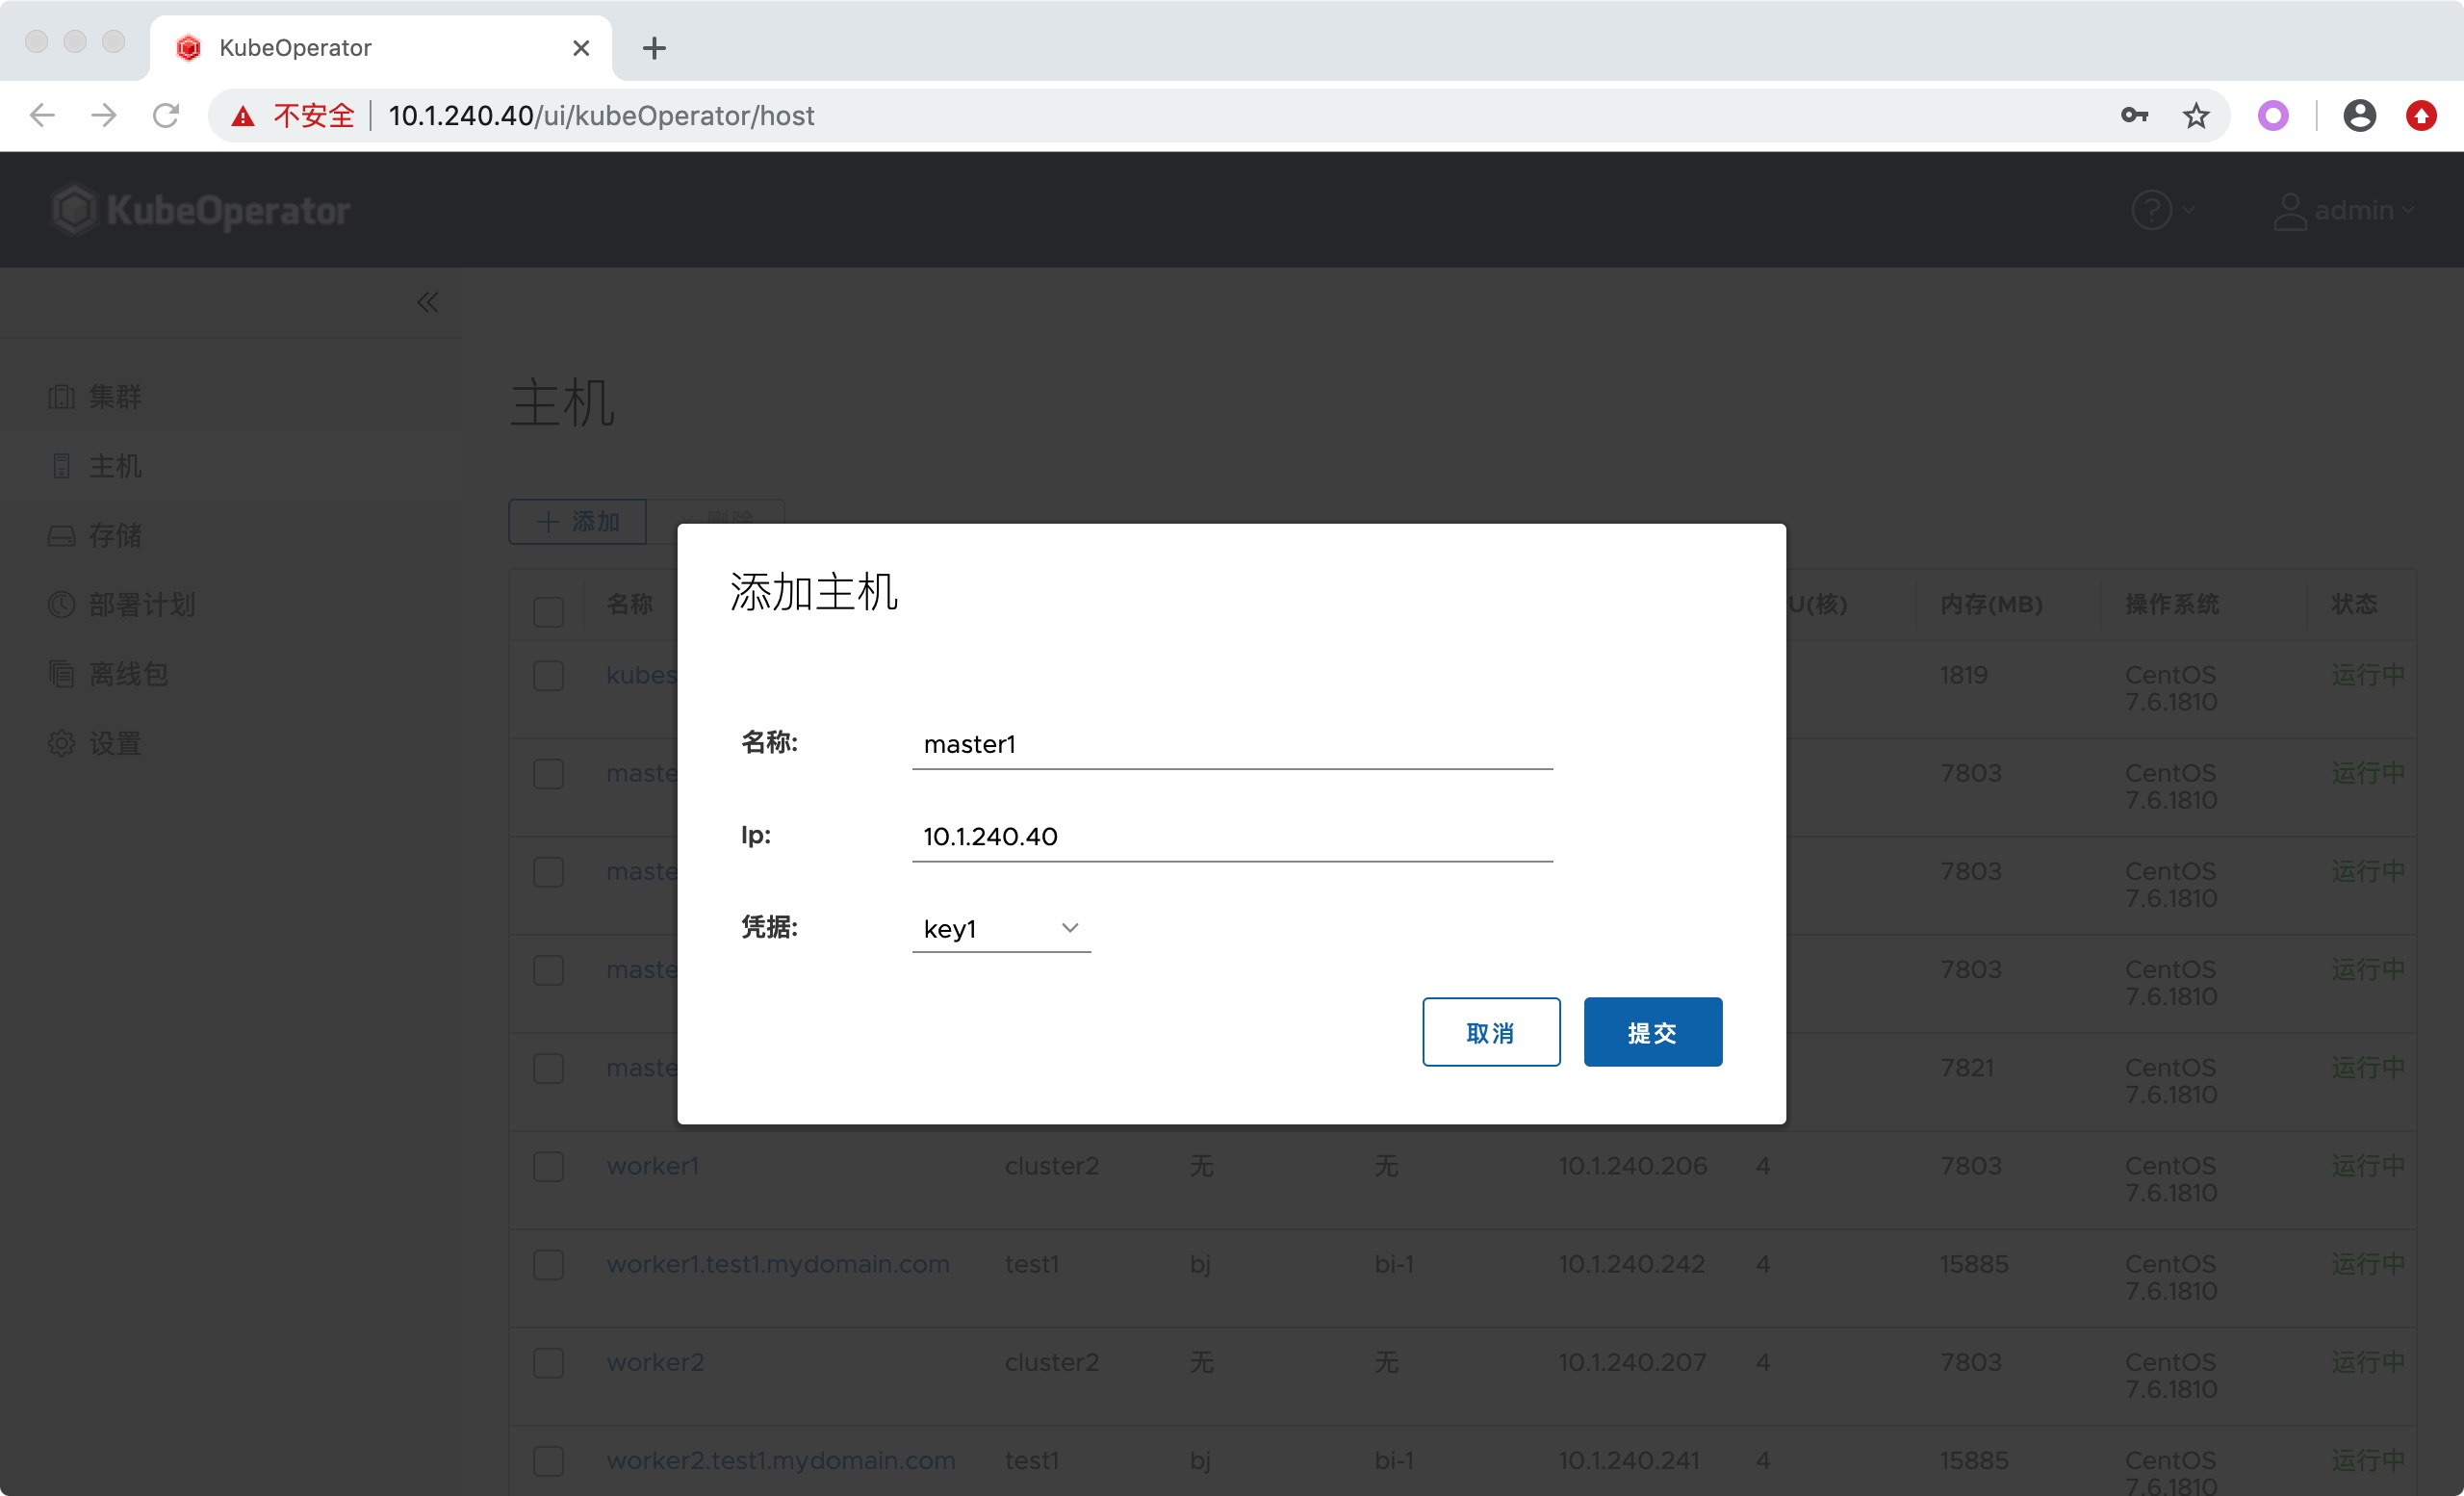 KubeOperator
不安全 10.1.240.40/ui/kubeOperator/host
KubeOperator
admin
集群
主机
存储
部署计划
离线包
设置
主机
添加 删除
名称 U(核) 内存(MB) 操作系统 状态
添加主机
名称: master1
Ip: 10.1.240.40
凭据: key1
取消 提交
kubes 1819 CentOS 7.6.1810 运行中
maste 7803 CentOS 7.6.1810 运行中
maste 7803 CentOS 7.6.1810 运行中
maste 7803 CentOS 7.6.1810 运行中
maste 7821 CentOS 7.6.1810 运行中
worker1 cluster2 无 无 10.1.240.206 4 7803 CentOS 7.6.1810 运行中
worker1.test1.mydomain.com test1 bj bj-1 10.1.240.242 4 15885 CentOS 7.6.1810 运行中
worker2 cluster2 无 无 10.1.240.207 4 7803 CentOS 7.6.1810 运行中
worker2.test1.mydomain.com test1 bj bj-1 10.1.240.241 4 15885 CentOS 7.6.1810 运行中